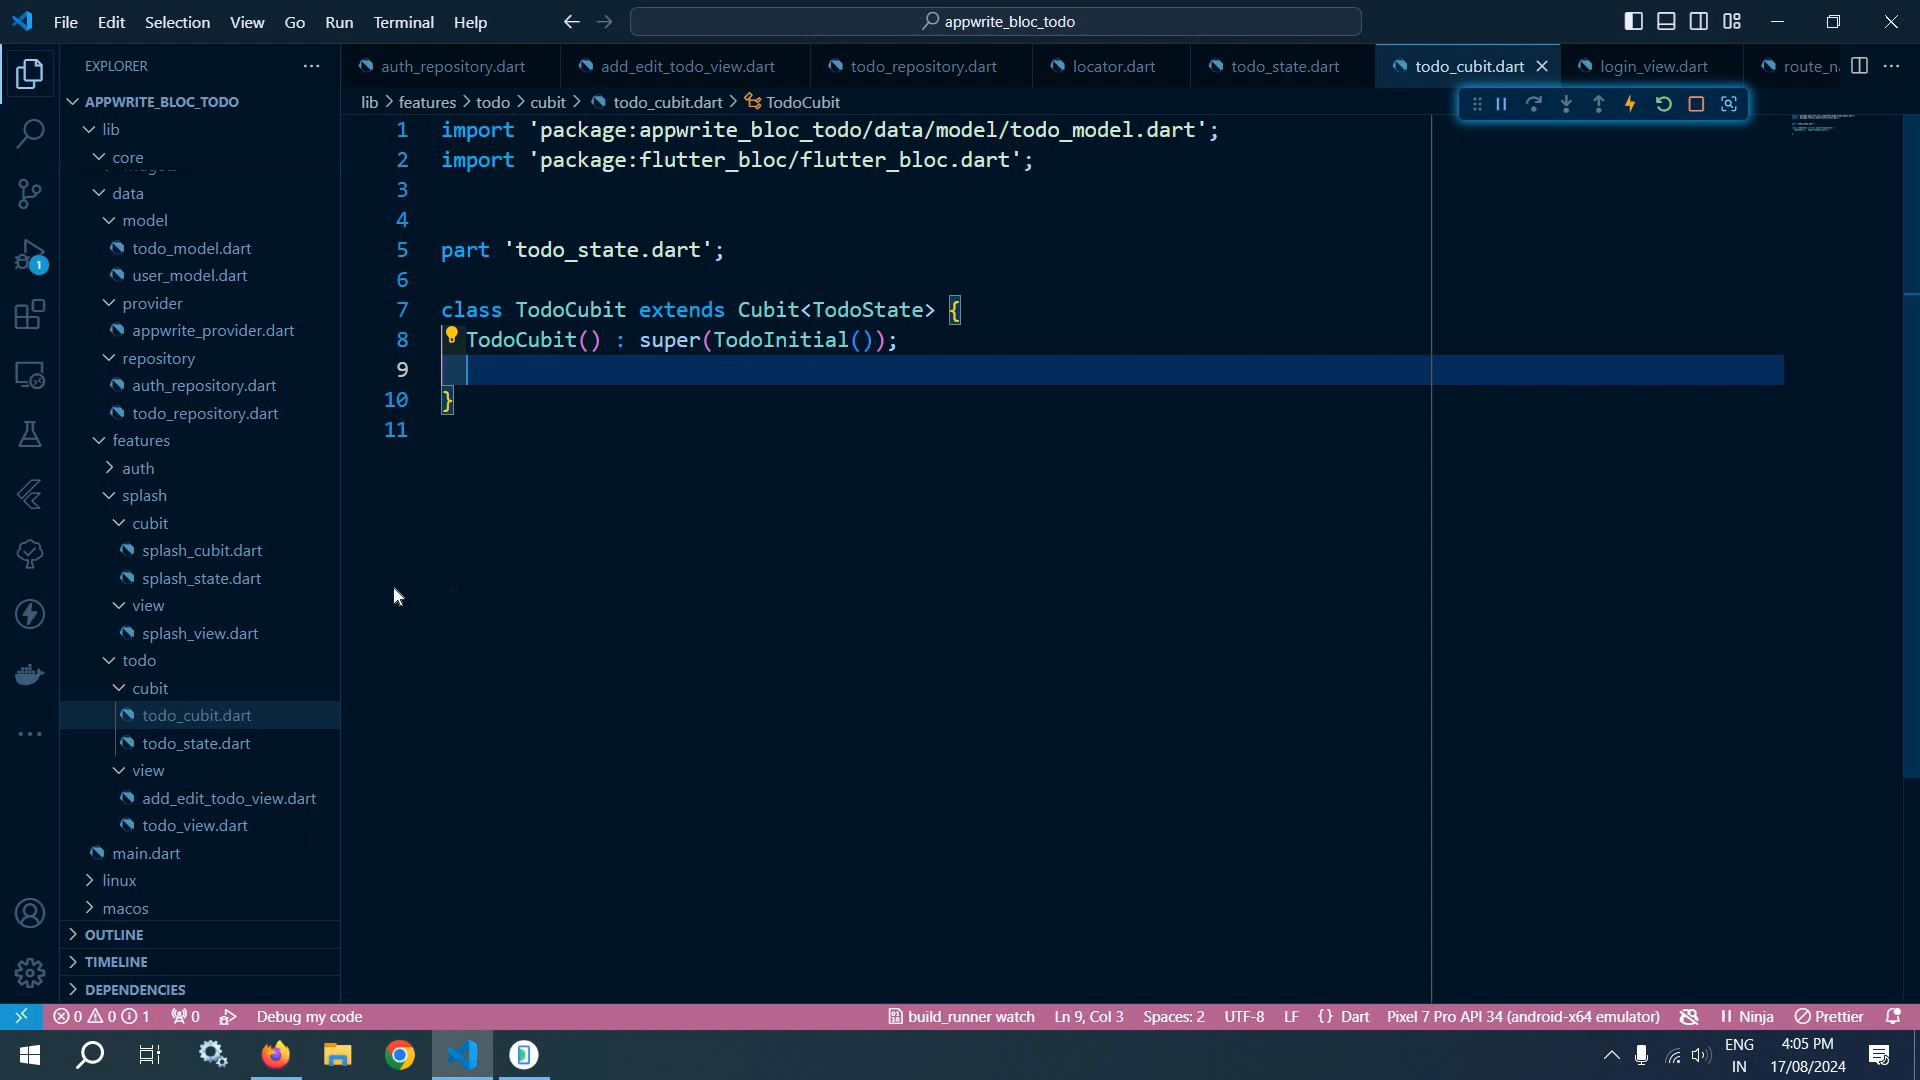 File Edit Selection View Go Run Terminal Help
appwrite_bloc_todo
EXPLORER
auth_repository.dart
add_edit_todo_view.dart
todo_repository.dart
locator.dart
todo_state.dart
todo_cubit.dart
login_view.dart
route_n
APPWRITE_BLOC_TODO
lib > features > todo > cubit > todo_cubit.dart > TodoCubit
lib
core
data
model
todo_model.dart
user_model.dart
provider
appwrite_provider.dart
repository
auth_repository.dart
todo_repository.dart
features
auth
splash
cubit
splash_cubit.dart
splash_state.dart
view
splash_view.dart
todo
cubit
todo_cubit.dart
todo_state.dart
view
add_edit_todo_view.dart
todo_view.dart
main.dart
linux
macos
OUTLINE
TIMELINE
DEPENDENCIES
1
1 import 'package:appwrite_bloc_todo/data/model/todo_model.dart';
2 import 'package:flutter_bloc/flutter_bloc.dart';
3
4
5 part 'todo_state.dart';
6
7 class TodoCubit extends Cubit<TodoState> {
8 TodoCubit() : super(TodoInitial());
9
10 }
11
0 0 1 0 Debug my code
build_runner watch Ln 9, Col 3 Spaces: 2 UTF-8 LF {} Dart Pixel 7 Pro API 34 (android-x64 emulator) Ninja Prettier
ENG
IN
4:05 PM
17/08/2024